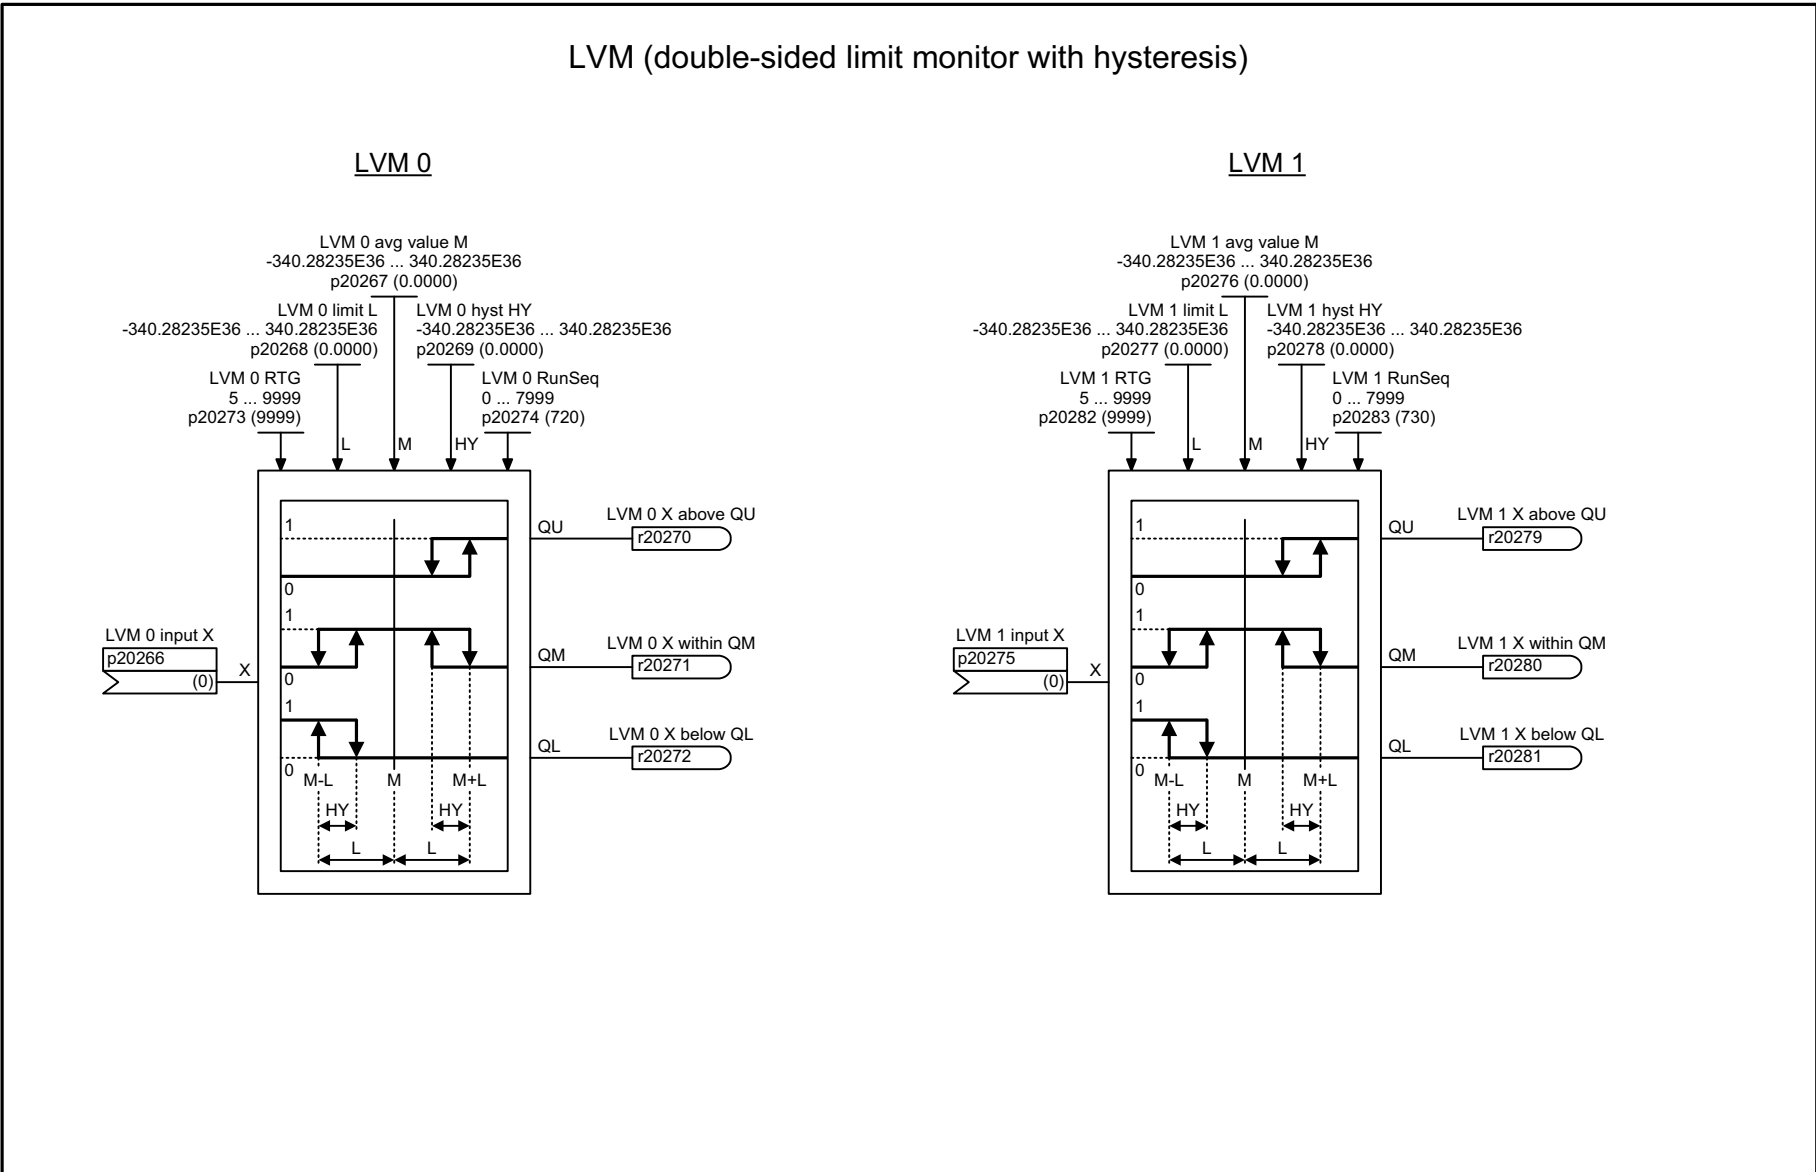 LVM (double-sided limit monitor with hysteresis)
LVM 0
LVM 0 avg value M
-340.28235E36 ... 340.28235E36
p20267 (0.0000)
LVM 0 limit L
-340.28235E36 ... 340.28235E36
p20268 (0.0000)
LVM 0 hyst HY
-340.28235E36 ... 340.28235E36
p20269 (0.0000)
LVM 0 RTG
5 ... 9999
p20273 (9999)
LVM 0 RunSeq
0 ... 7999
p20274 (720)
L
M
HY
LVM 0 input X
p20266
(0)
X
1
0
1
0
1
0
M-L
M
M+L
HY
HY
L
L
QU
LVM 0 X above QU
r20270
QM
LVM 0 X within QM
r20271
QL
LVM 0 X below QL
r20272
LVM 1
LVM 1 avg value M
-340.28235E36 ... 340.28235E36
p20276 (0.0000)
LVM 1 limit L
-340.28235E36 ... 340.28235E36
p20277 (0.0000)
LVM 1 hyst HY
-340.28235E36 ... 340.28235E36
p20278 (0.0000)
LVM 1 RTG
5 ... 9999
p20282 (9999)
LVM 1 RunSeq
0 ... 7999
p20283 (730)
L
M
HY
LVM 1 input X
p20275
(0)
X
1
0
1
0
1
0
M-L
M
M+L
HY
HY
L
L
QU
LVM 1 X above QU
r20279
QM
LVM 1 X within QM
r20280
QL
LVM 1 X below QL
r20281